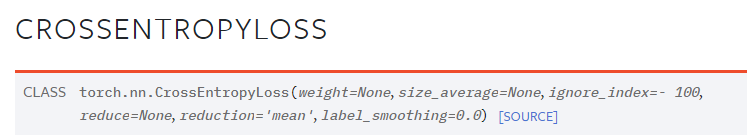 CROSSENTROPYLOSS
CLASS torch.nn.CrossEntropyLoss(weight=None, size_average=None, ignore_index=- 100,
reduce=None, reduction='mean', label_smoothing=0.0) [SOURCE]